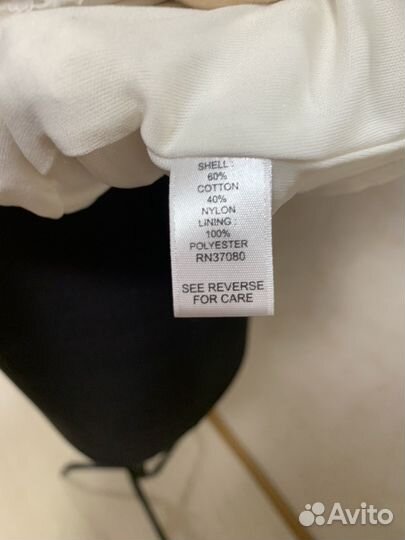 SHELL :
60%
COTTON
40%
NYLON
LINING :
100%
POLYESTER
RN37080
SEE REVERSE
FOR CARE
Avito